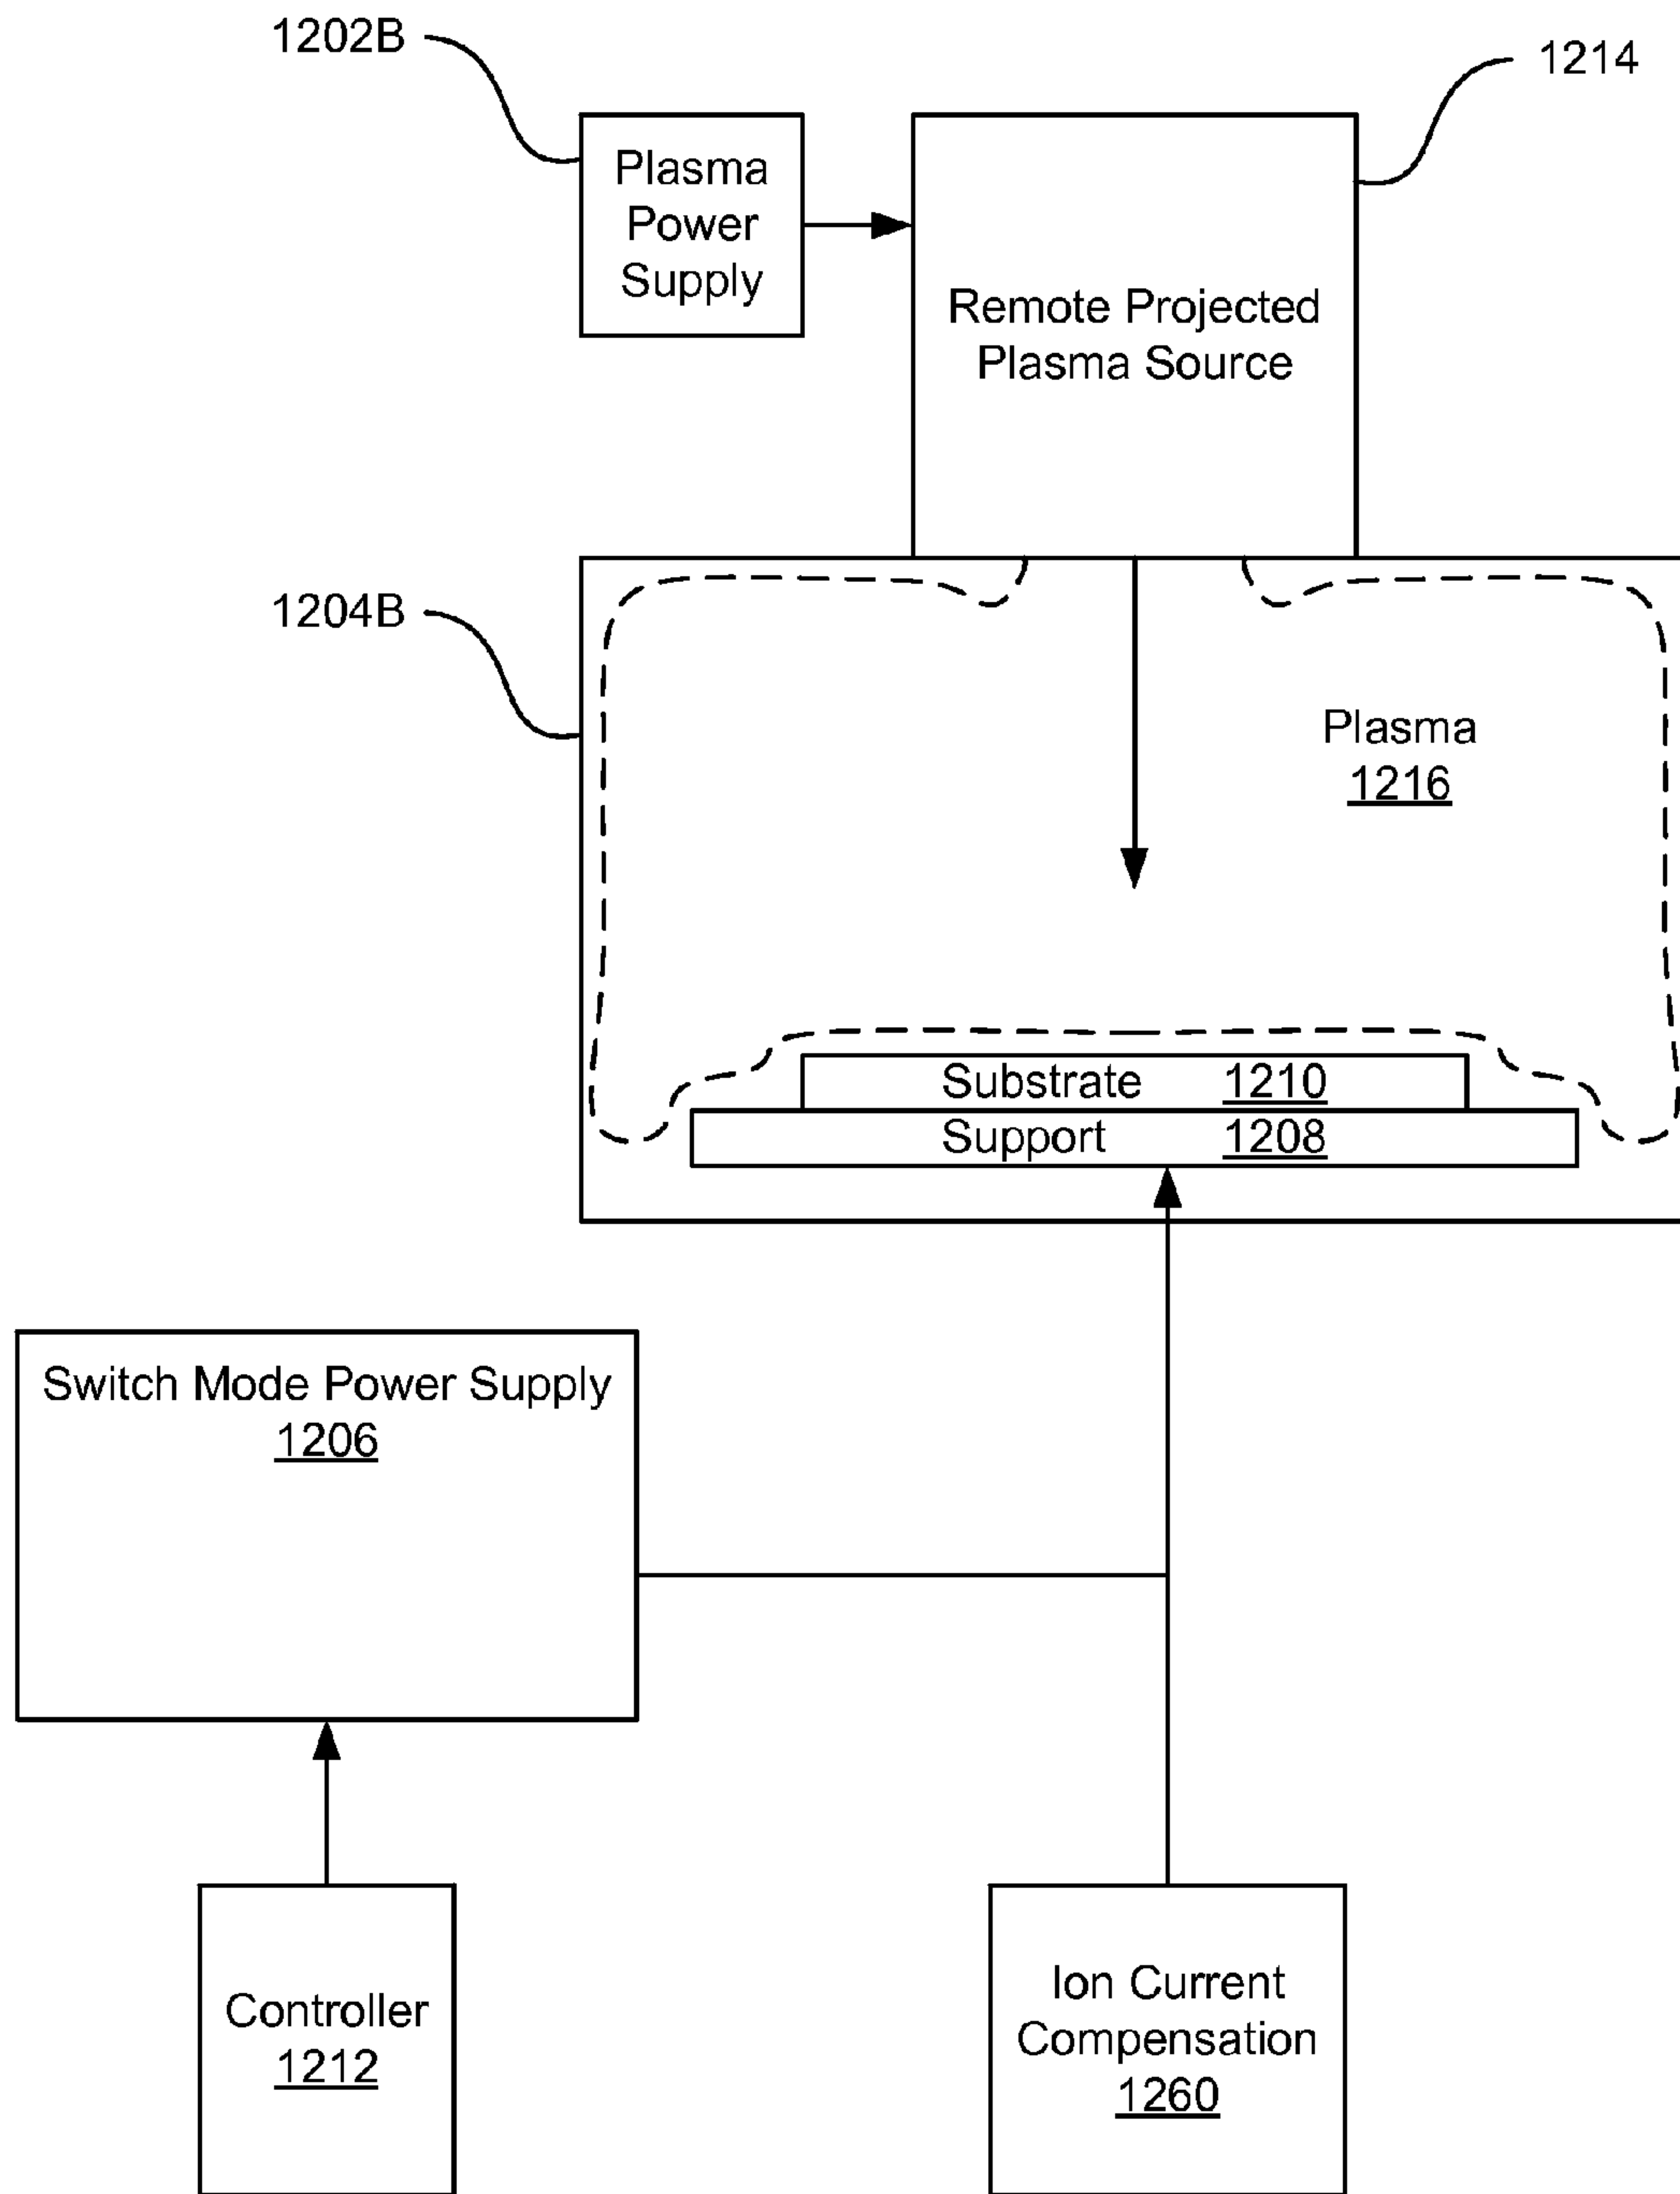 1202B
1214
Plasma
Power
Supply
Remote Projected
Plasma Source
1204B
Plasma
1216
Substrate 1210
Support 1208
Switch Mode Power Supply
1206
Controller
1212
Ion Current
Compensation
1260